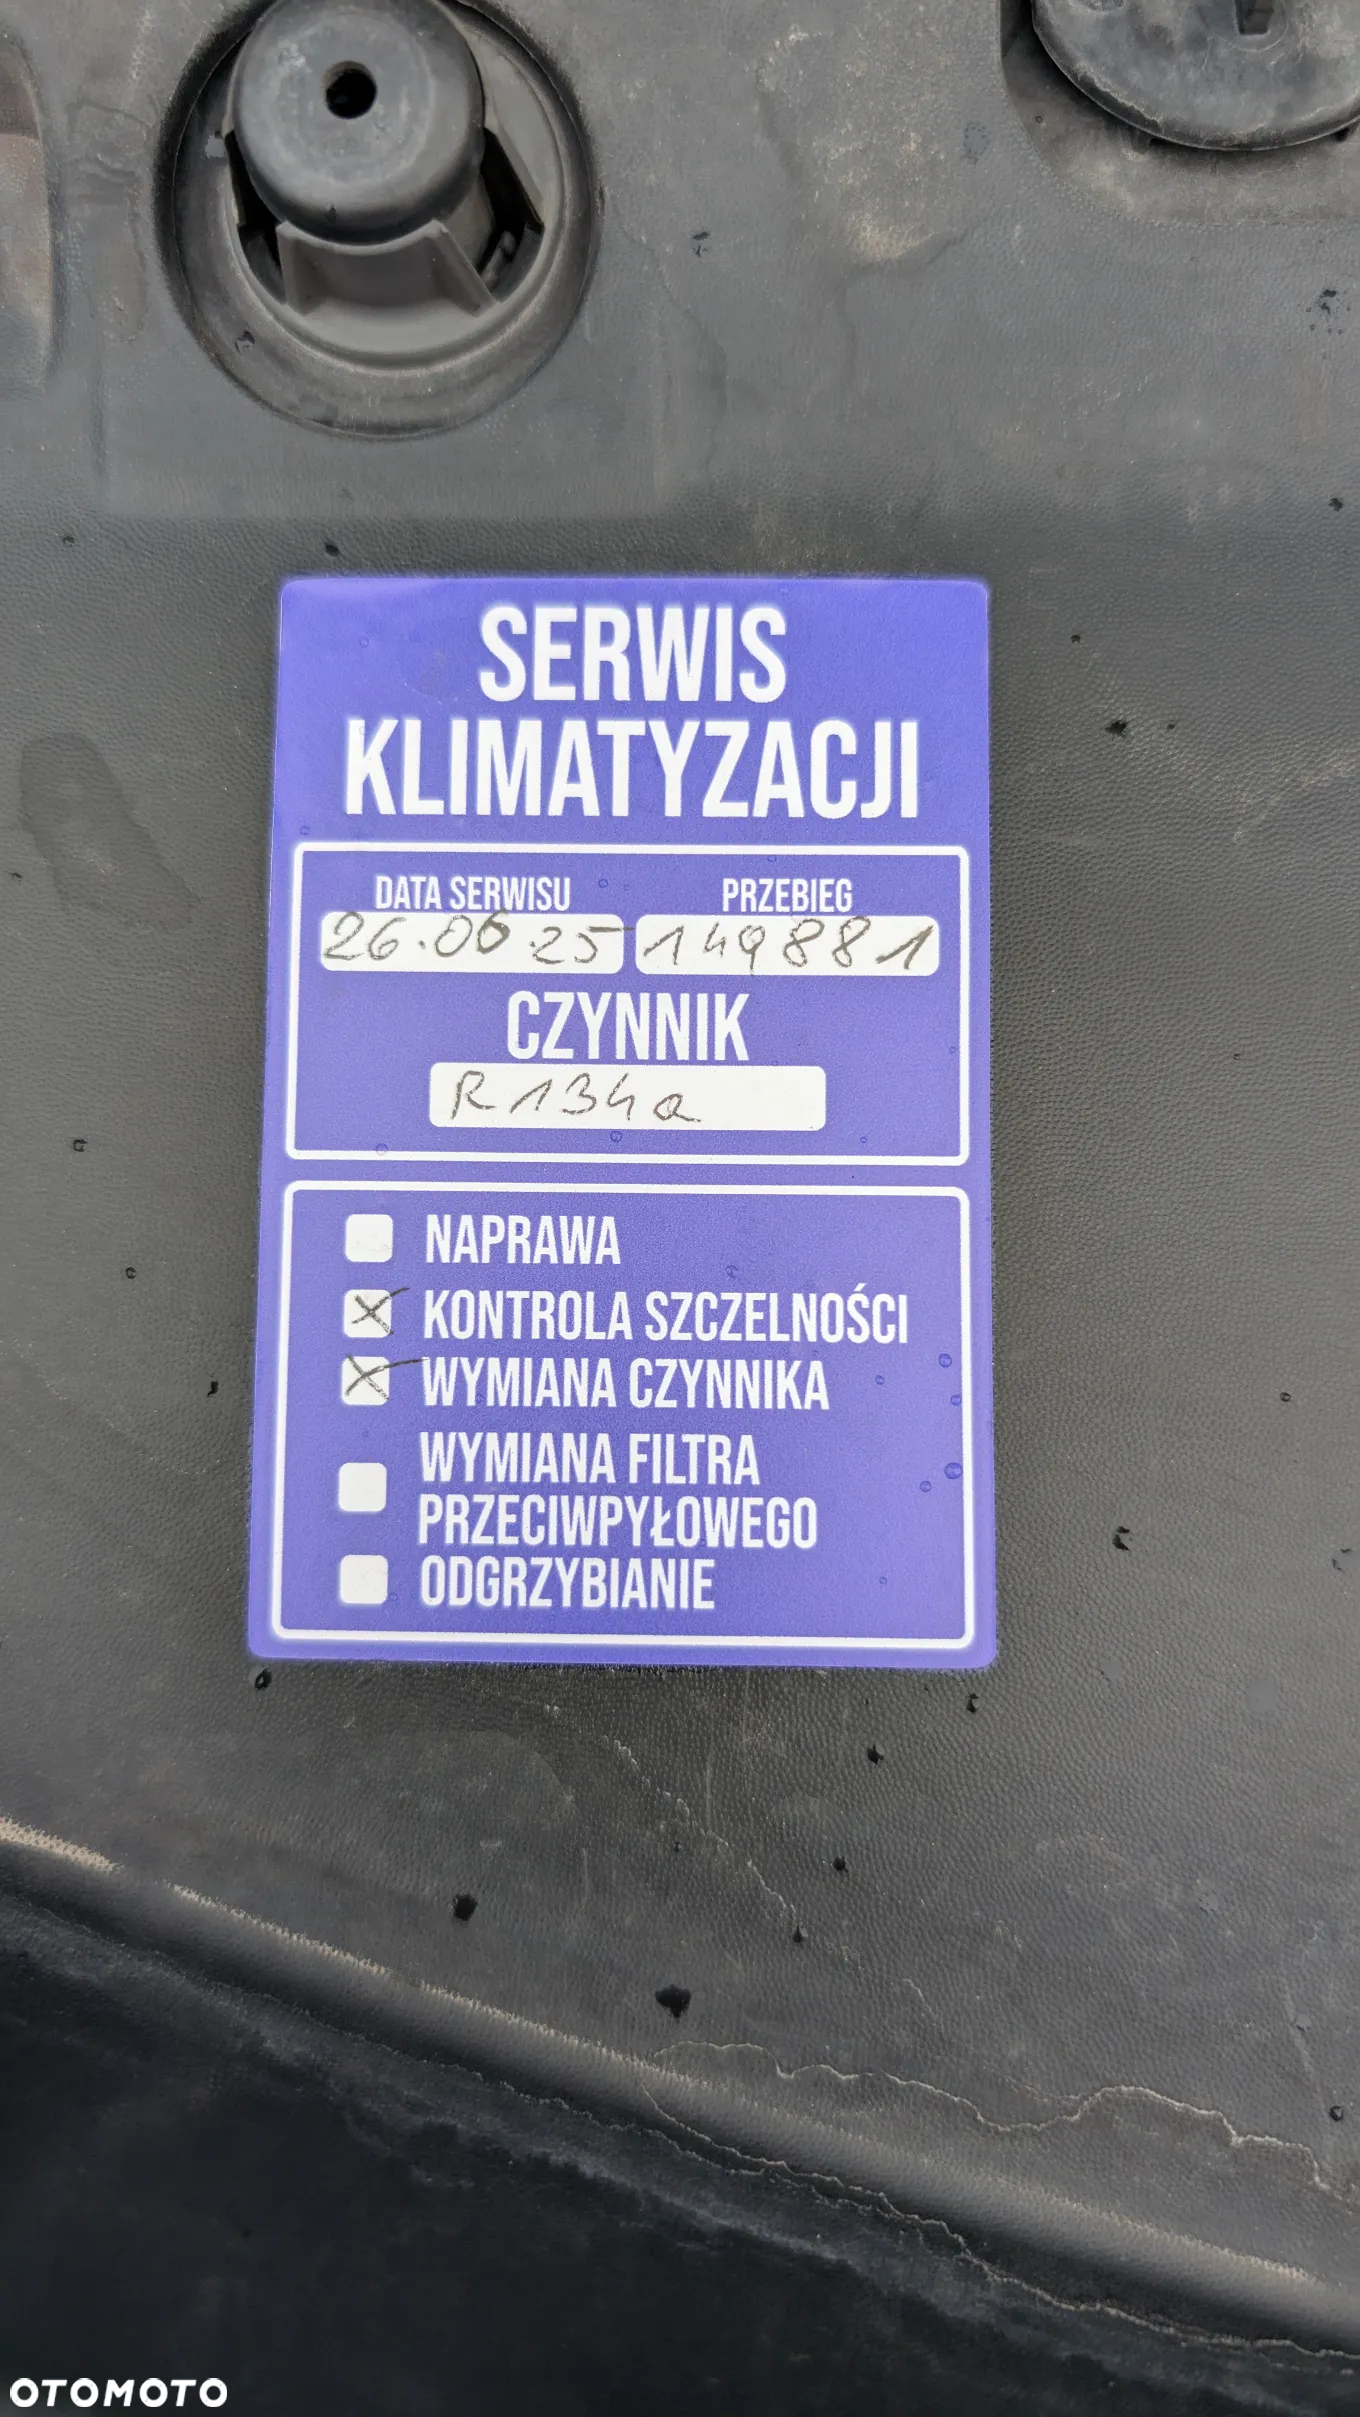 SERWIS
KLIMATYZACJI
DATA SERWISU PRZEBIEG
26.06.25 149881
CZYNNIK
R134a
NAPRAWA
KONTROLA SZCZELNOŚCI
WYMIANA CZYNNIKA
WYMIANA FILTRA
PRZECIWPYŁOWEGO
ODGRZYBIANIE
OTOMOTO